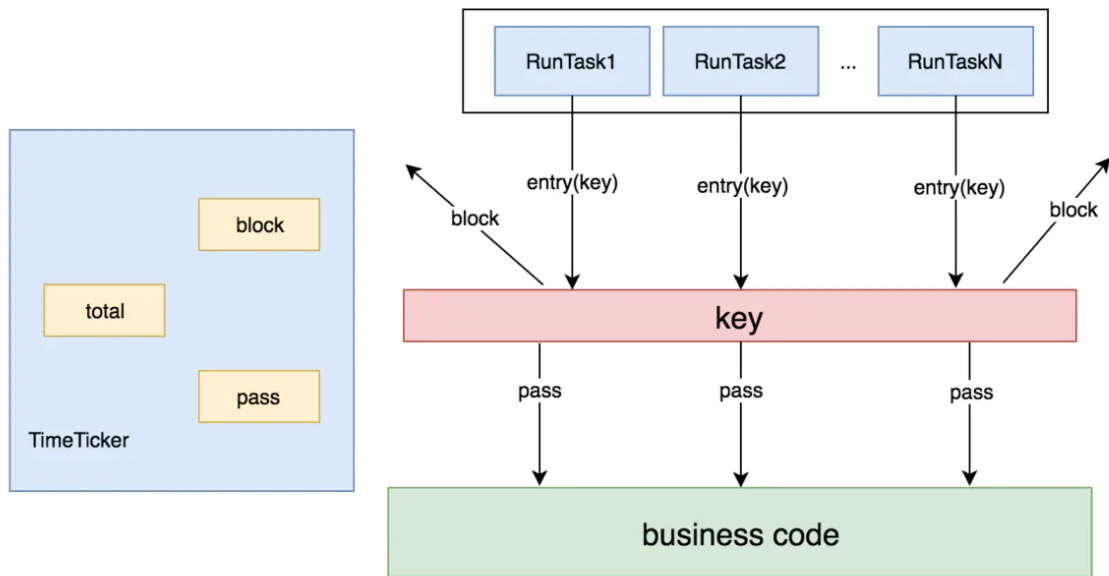 RunTask1
RunTask2
...
RunTaskN
entry(key)
entry(key)
entry(key)
block
block
block
total
key
pass
TimeTicker
pass
pass
pass
business code